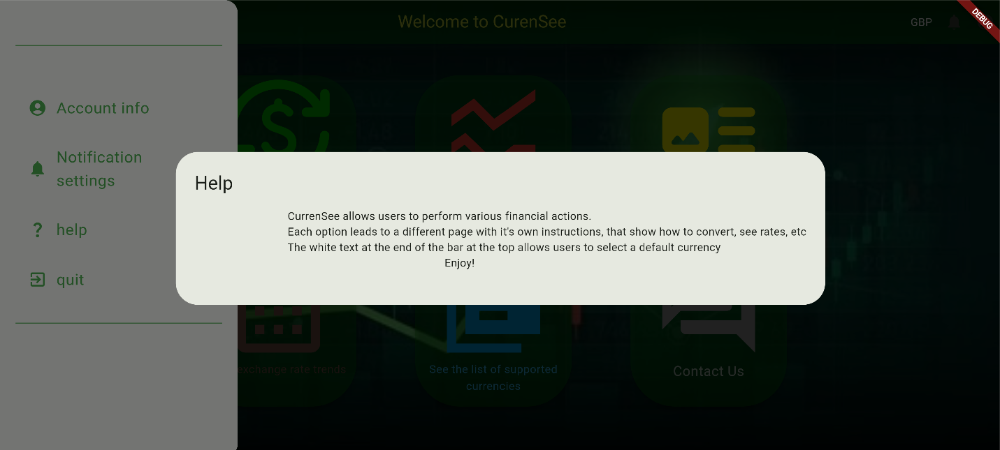 Welcome to CurenSee
GBP
DEBUG
Account info
Notification
settings
help
quit
Help
CurrenSee allows users to perform various financial actions.
Each option leads to a different page with it's own instructions, that show how to convert, see rates, etc
The white text at the end of the bar at the top allows users to select a default currency
Enjoy!
exchange rate trends
See the list of supported
currencies
Contact Us